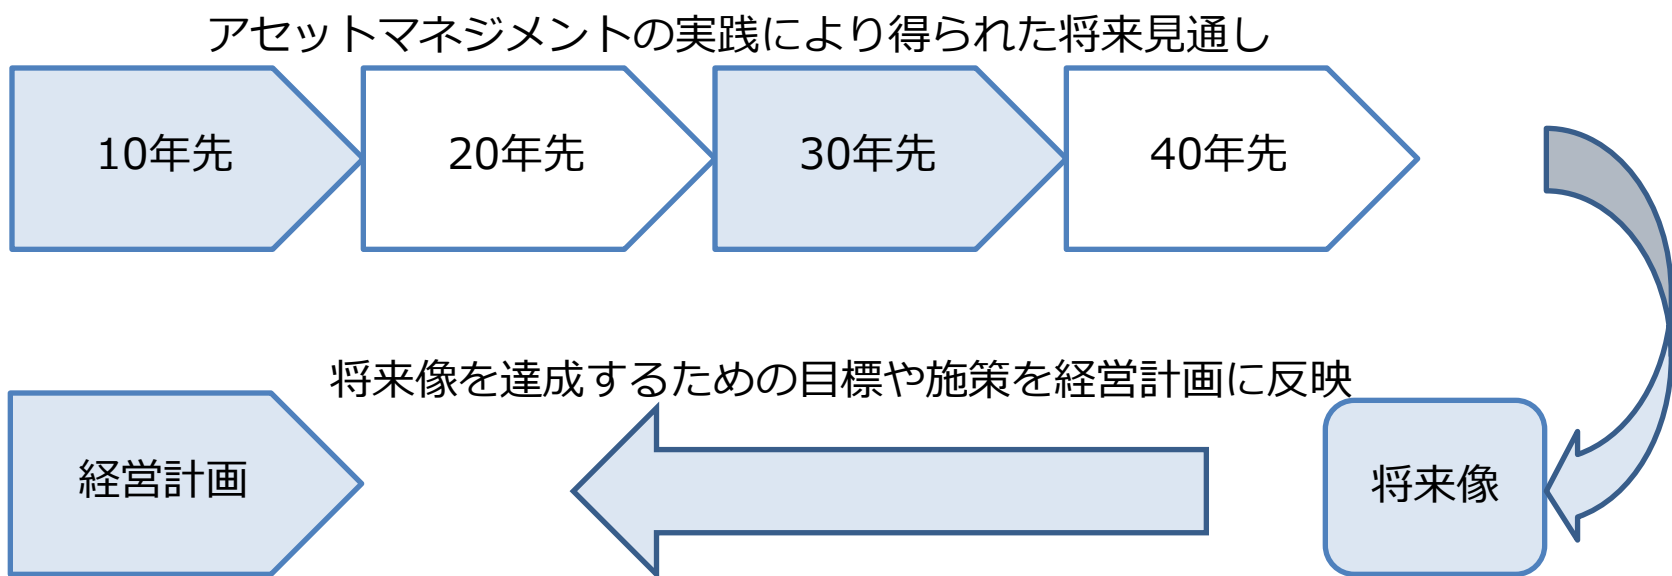 アセットマネジメントの実践により得られた将来見通し
10年先
20年先
30年先
40年先
将来像を達成するための目標や施策を経営計画に反映
経営計画
将来像